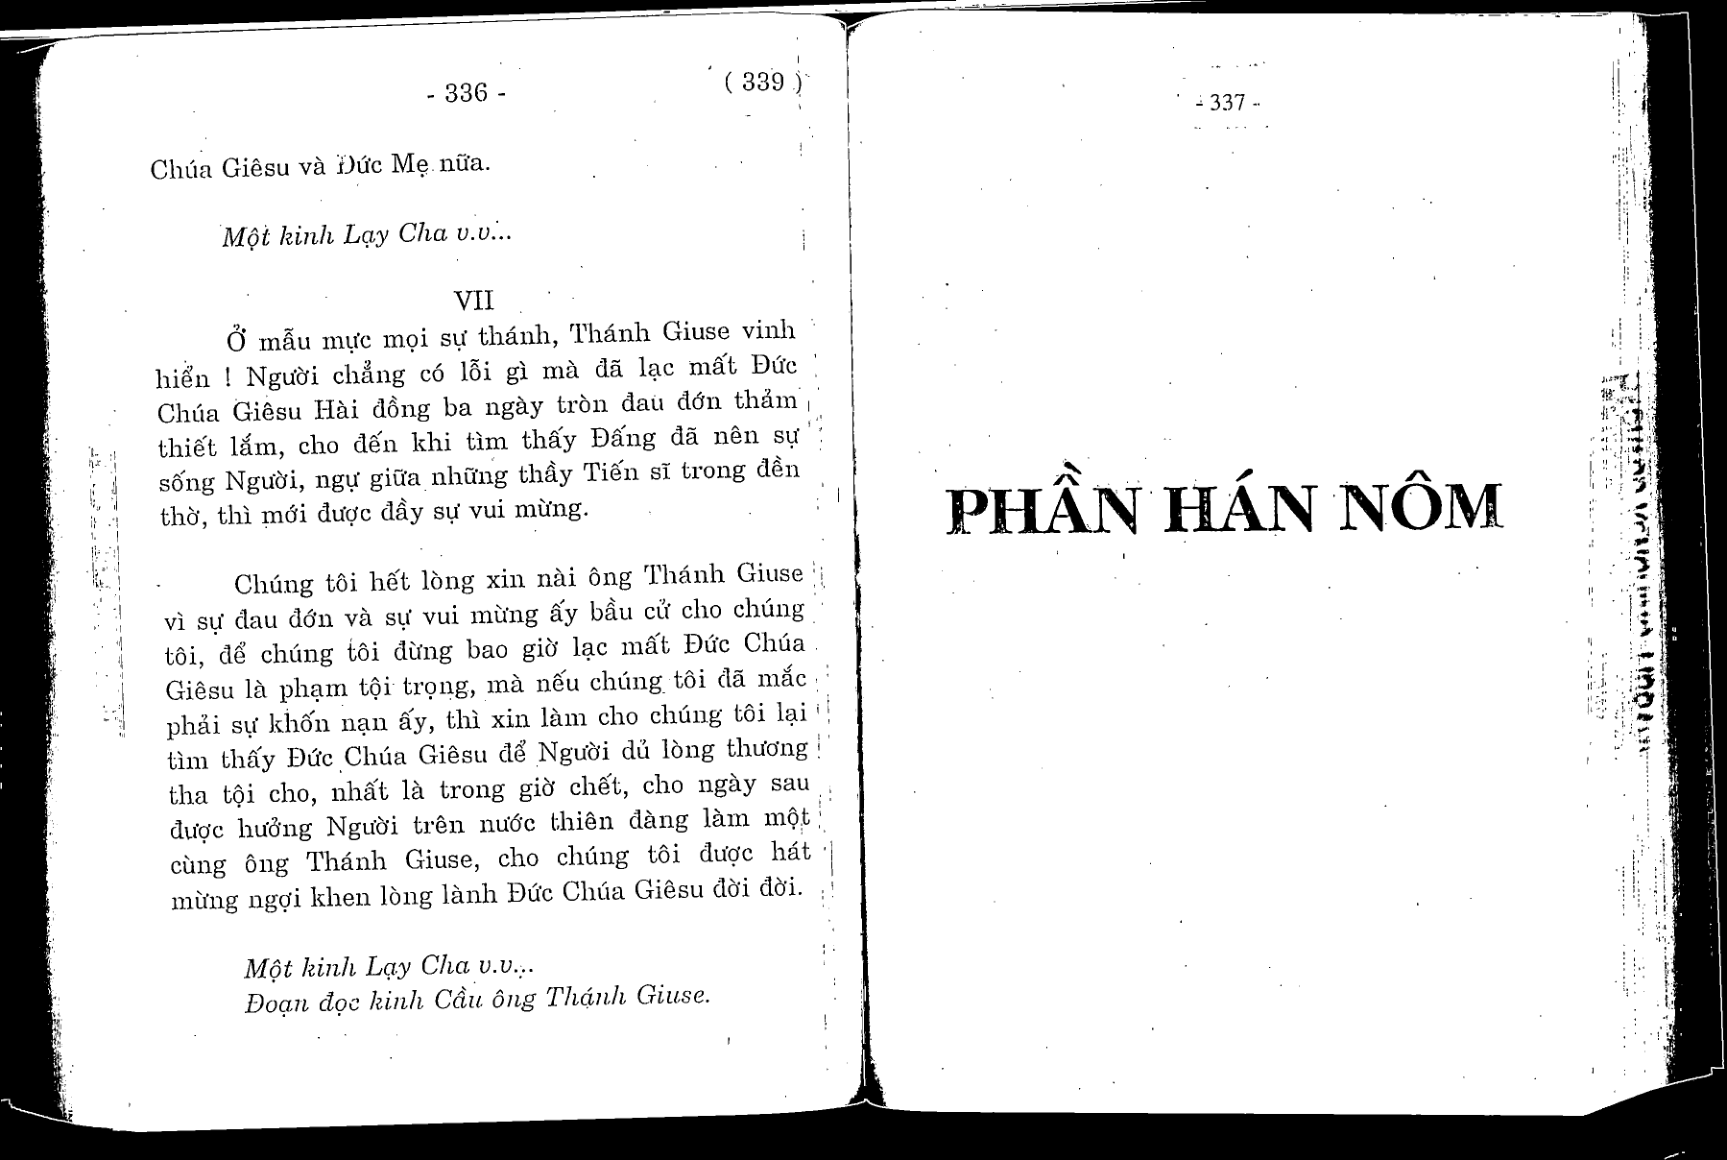 - 336 -
( 339 )
Chúa Giêsu và Đức Mẹ nữa.
Một kinh Lạy Cha v.v...
VII
Ở mẫu mực mọi sự thánh, Thánh Giuse vinh
hiển ! Người chẳng có lỗi gì mà đã lạc mất Đức
Chúa Giêsu Hài đồng ba ngày tròn đau đớn thảm
thiết lắm, cho đến khi tìm thấy Đấng đã nên sự
sống Người, ngự giữa những thầy Tiến sĩ trong đền
thờ, thì mới được đầy sự vui mừng.
Chúng tôi hết lòng xin nài ông Thánh Giuse
vì sự đau đớn và sự vui mừng ấy bầu cử cho chúng
tôi, để chúng tôi đừng bao giờ lạc mất Đức Chúa
Giêsu là phạm tội trọng, mà nếu chúng tôi đã mắc
phải sự khốn nạn ấy, thì xin làm cho chúng tôi lại
tìm thấy Đức Chúa Giêsu để Người dủ lòng thương
tha tội cho, nhất là trong giờ chết, cho ngày sau
được hưởng Người trên nước thiên đàng làm một
cùng ông Thánh Giuse, cho chúng tôi được hát
mừng ngợi khen lòng lành Đức Chúa Giêsu đời đời.
Một kinh Lạy Cha v.v...
Đoạn đọc kinh Cầu ông Thánh Giuse.
- 337 -
PHẦN HÁN NÔM